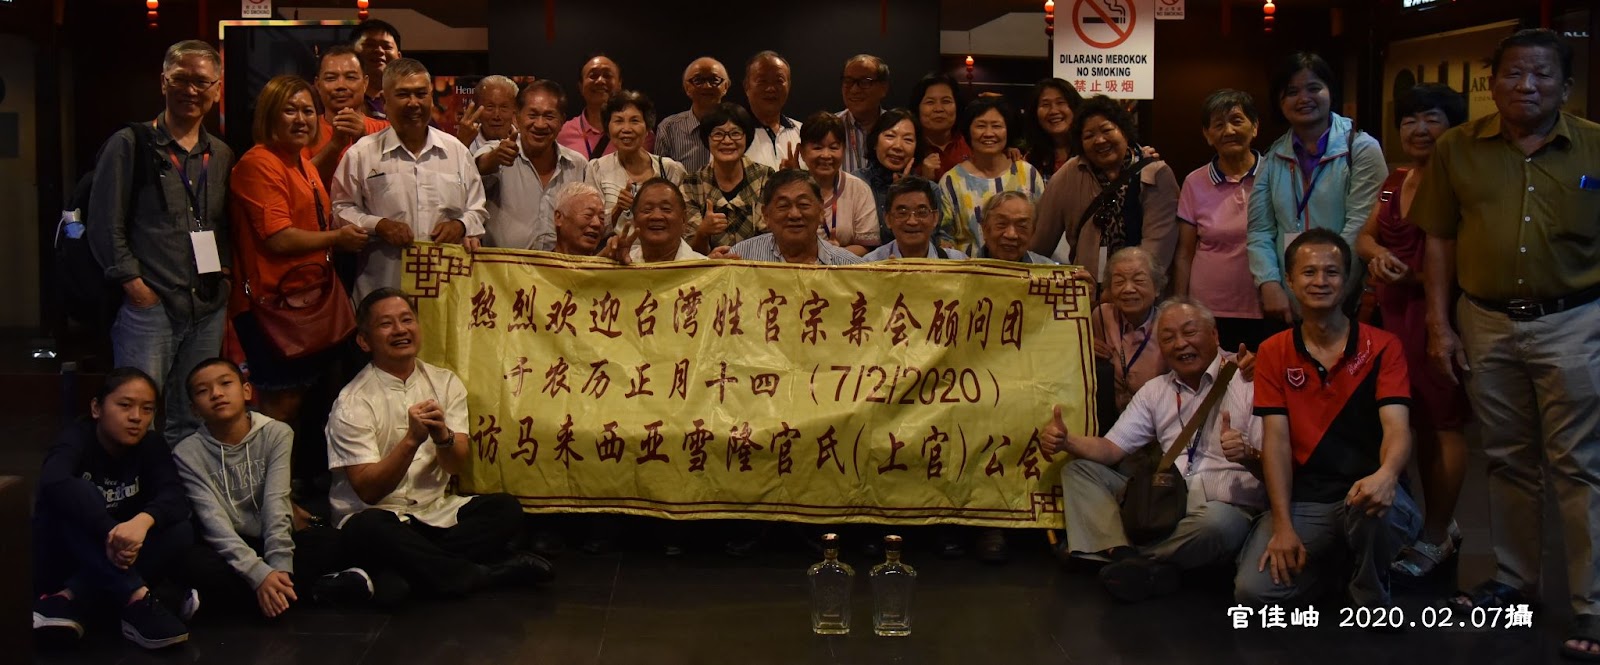 DILARANG MEROKOK
NO SMOKING
禁止吸烟
热烈欢迎台湾姓官宗亲会顾问团
于农历正月十四（7/2/2020）
访马来西亚雪隆官氏(上官)公会
NIKE
官佳岫 2020.02.07攝